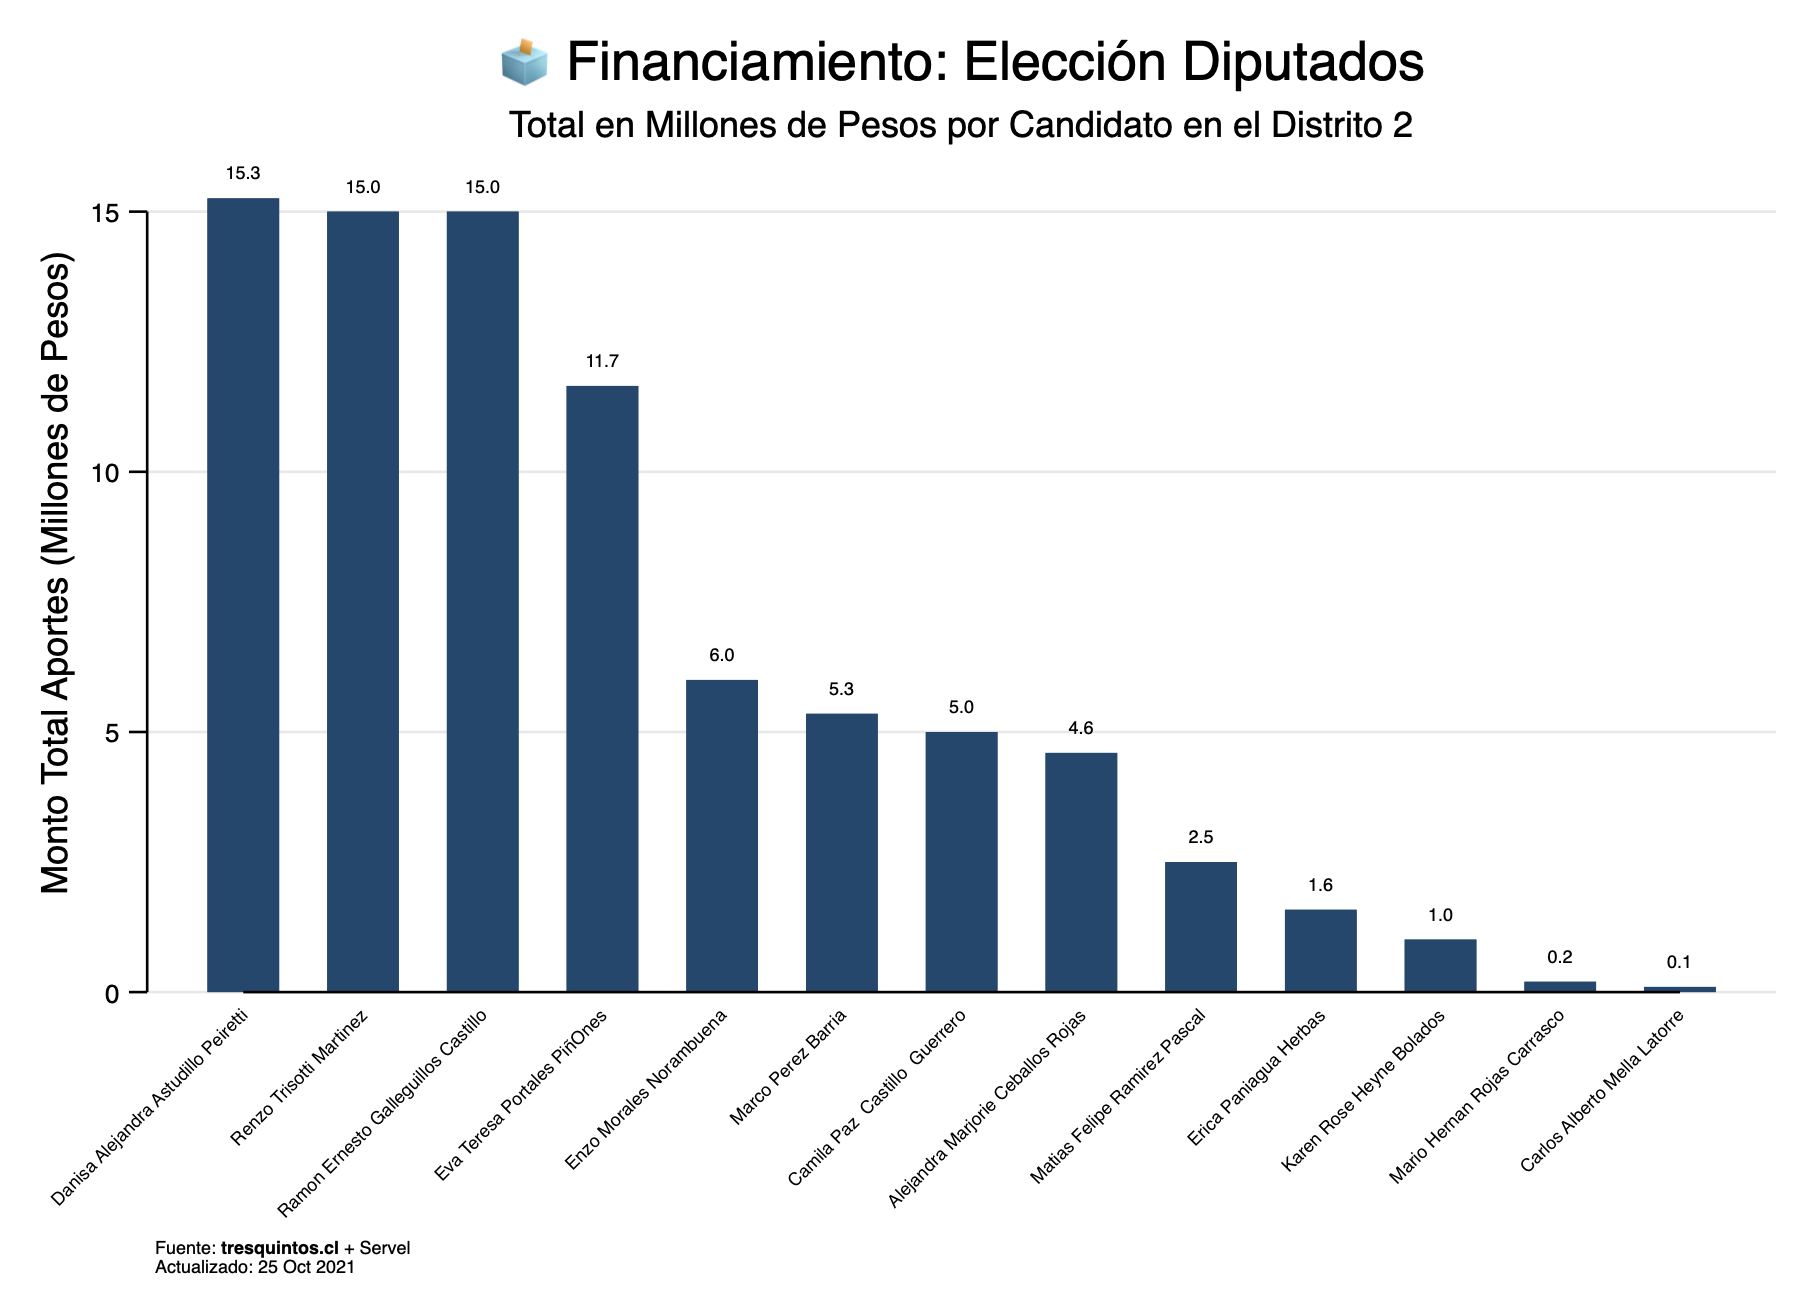 Financiamiento: Elección Diputados
Total en Millones de Pesos por Candidato en el Distrito 2
Monto Total Aportes (Millones de Pesos)
15
10
5
0
15.3
15.0
15.0
11.7
6.0
5.3
5.0
4.6
2.5
1.6
1.0
0.2
0.1
Danisa Alejandra Astudillo Peiretti
Renzo Trisotti Martinez
Ramon Ernesto Galleguillos Castillo
Eva Teresa Portales PiñOnes
Enzo Morales Norambuena
Marco Perez Barria
Camila Paz  Castillo  Guerrero
Alejandra Marjorie Ceballos Rojas
Matias Felipe Ramirez Pascal
Erica Paniagua Herbas
Karen Rose Heyne Bolados
Mario Hernan Rojas Carrasco
Carlos Alberto Mella Latorre
Fuente: tresquintos.cl + Servel
Actualizado: 25 Oct 2021